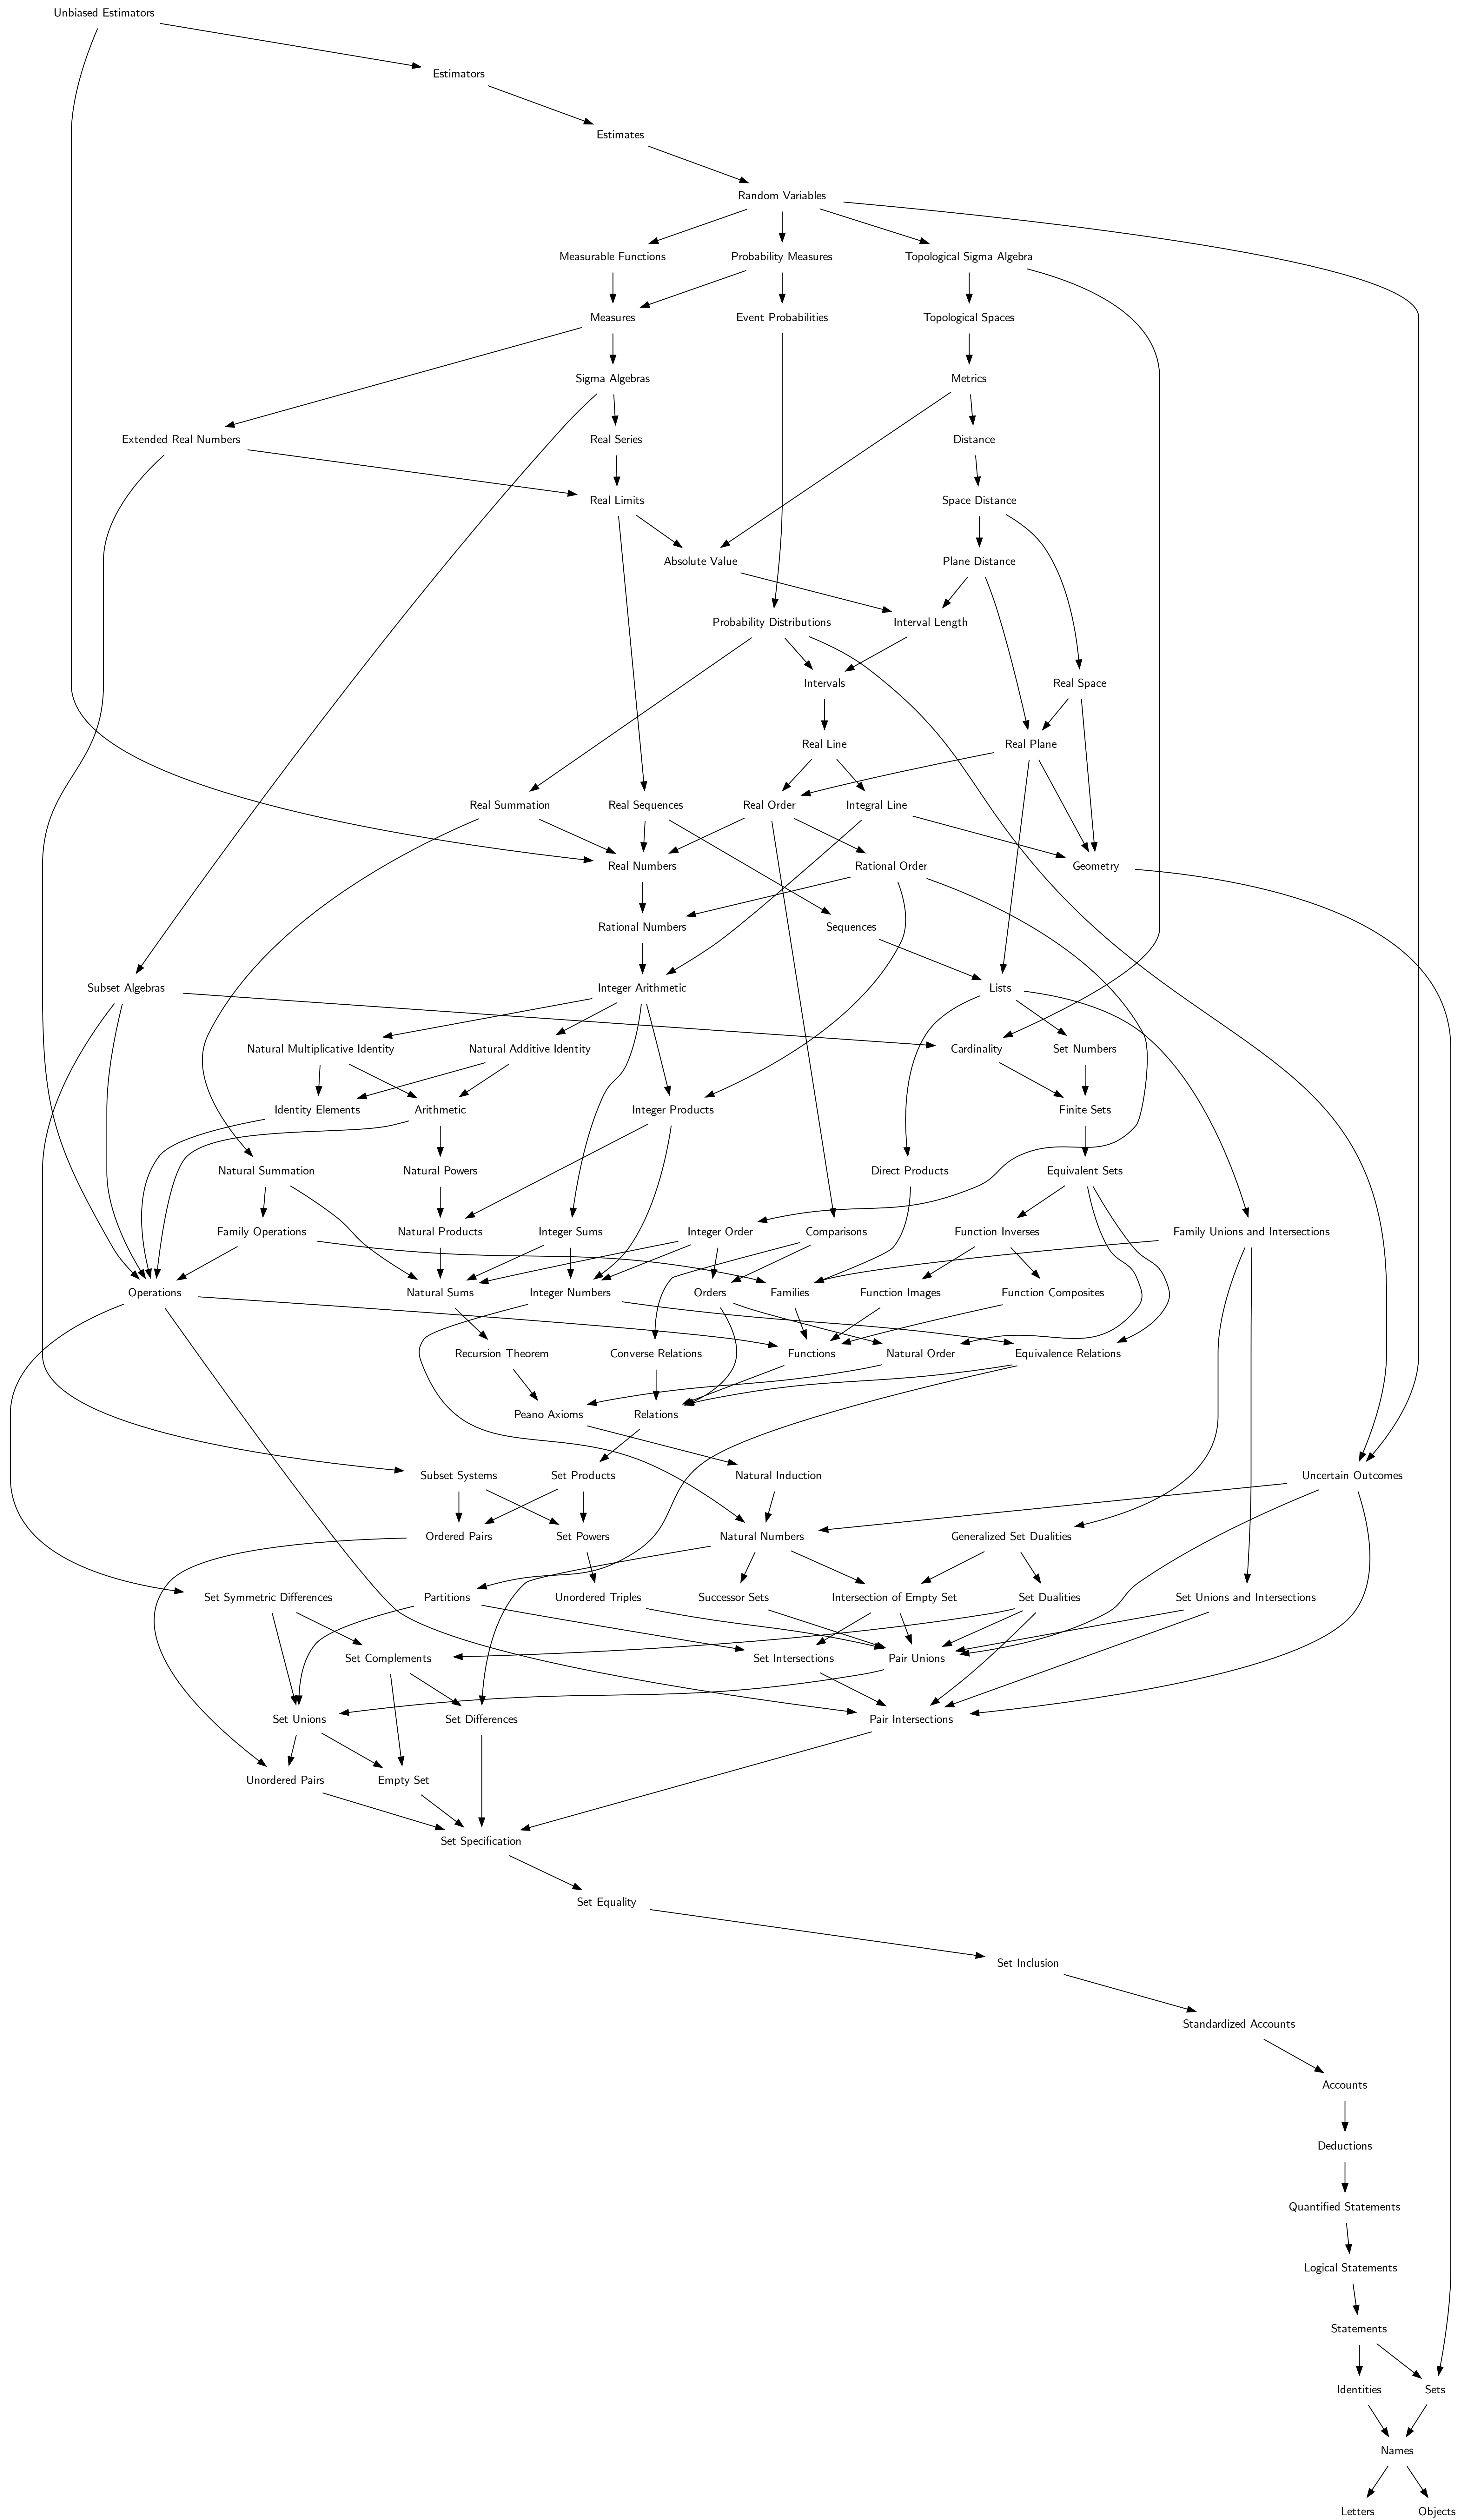 Unbiased Estimators
Estimators
Estimates
Random Variables
Measurable Functions
Probability Measures
Topological Sigma Algebra
Measures
Event Probabilities
Topological Spaces
Sigma Algebras
Metrics
Extended Real Numbers
Real Series
Distance
Real Limits
Space Distance
Absolute Value
Plane Distance
Probability Distributions
Interval Length
Intervals
Real Space
Real Line
Real Plane
Real Summation
Real Sequences
Real Order
Integral Line
Real Numbers
Rational Order
Geometry
Rational Numbers
Sequences
Subset Algebras
Integer Arithmetic
Lists
Natural Multiplicative Identity
Natural Additive Identity
Cardinality
Set Numbers
Identity Elements
Arithmetic
Integer Products
Finite Sets
Natural Summation
Natural Powers
Direct Products
Equivalent Sets
Family Operations
Natural Products
Integer Sums
Integer Order
Comparisons
Function Inverses
Family Unions and Intersections
Operations
Natural Sums
Integer Numbers
Orders
Families
Function Images
Function Composites
Recursion Theorem
Converse Relations
Functions
Natural Order
Equivalence Relations
Peano Axioms
Relations
Subset Systems
Set Products
Natural Induction
Uncertain Outcomes
Ordered Pairs
Set Powers
Natural Numbers
Generalized Set Dualities
Set Symmetric Differences
Partitions
Unordered Triples
Successor Sets
Intersection of Empty Set
Set Dualities
Set Unions and Intersections
Set Complements
Set Intersections
Pair Unions
Set Unions
Set Differences
Pair Intersections
Unordered Pairs
Empty Set
Set Specification
Set Equality
Set Inclusion
Standardized Accounts
Accounts
Deductions
Quantified Statements
Logical Statements
Statements
Identities
Sets
Names
Letters
Objects